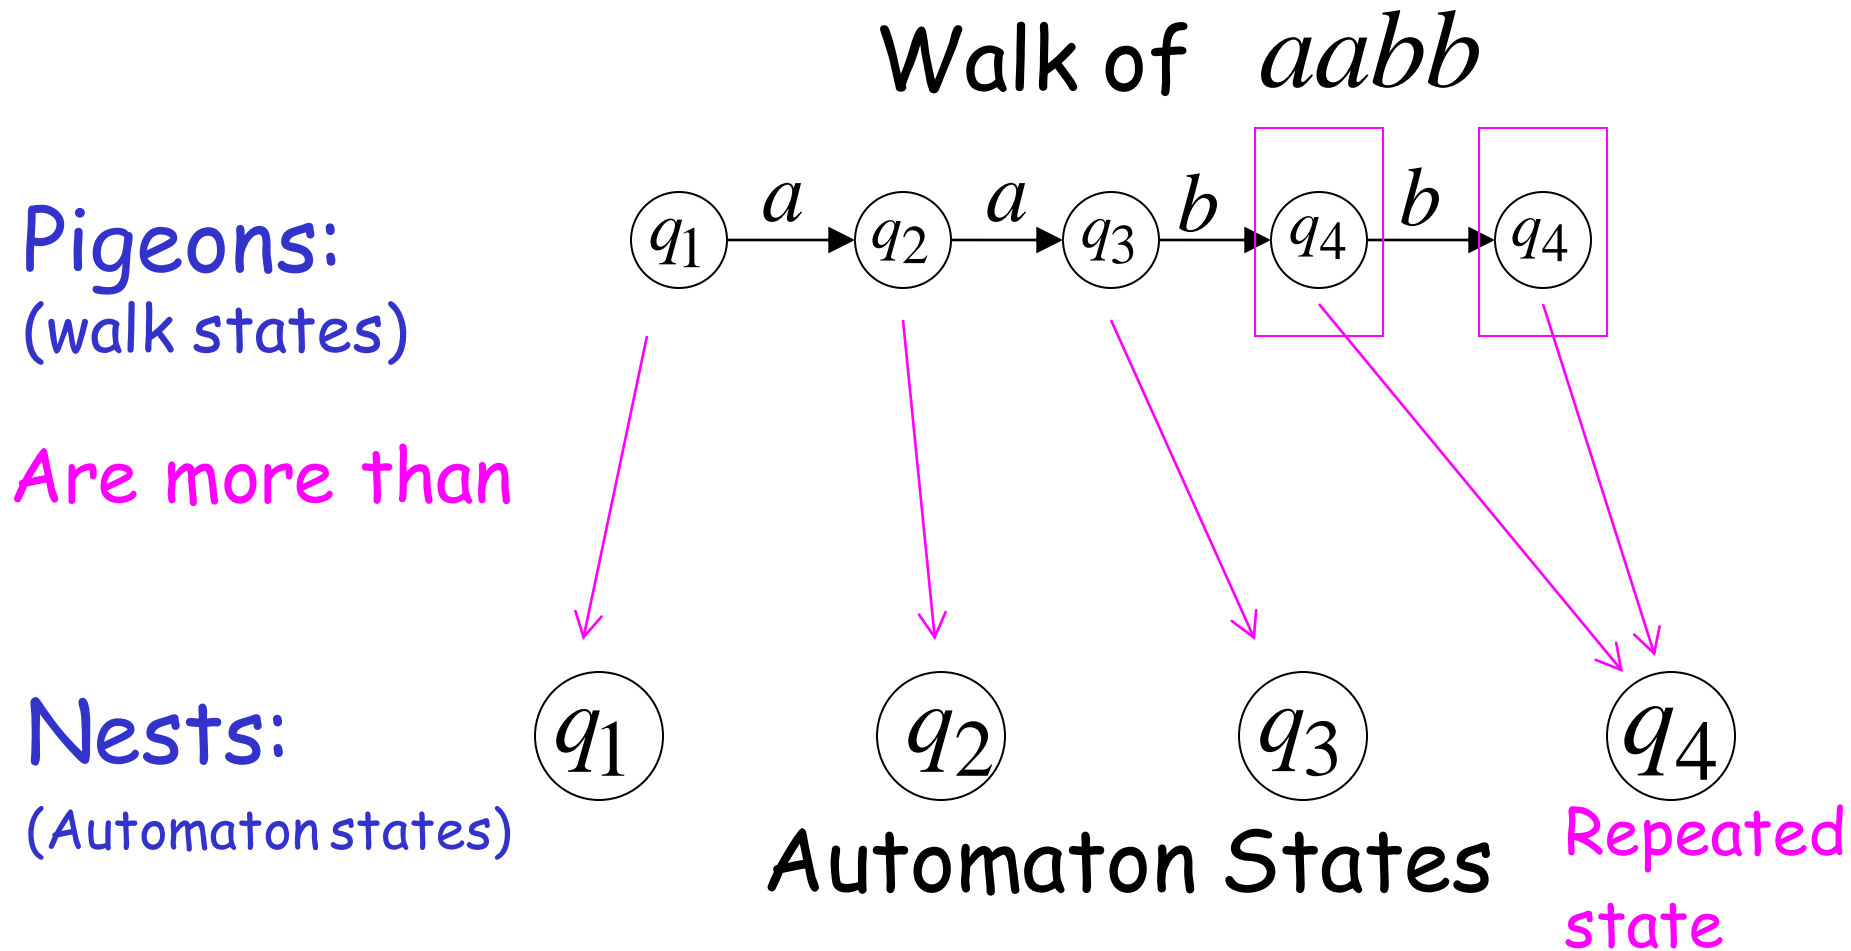 Walk of aabb
a a b b
Pigeons: q1 q2 q3 q4 q4
(walk states)
Are more than
Nests: q1 q2 q3 q4
(Automaton states)
Automaton States
Repeated
state